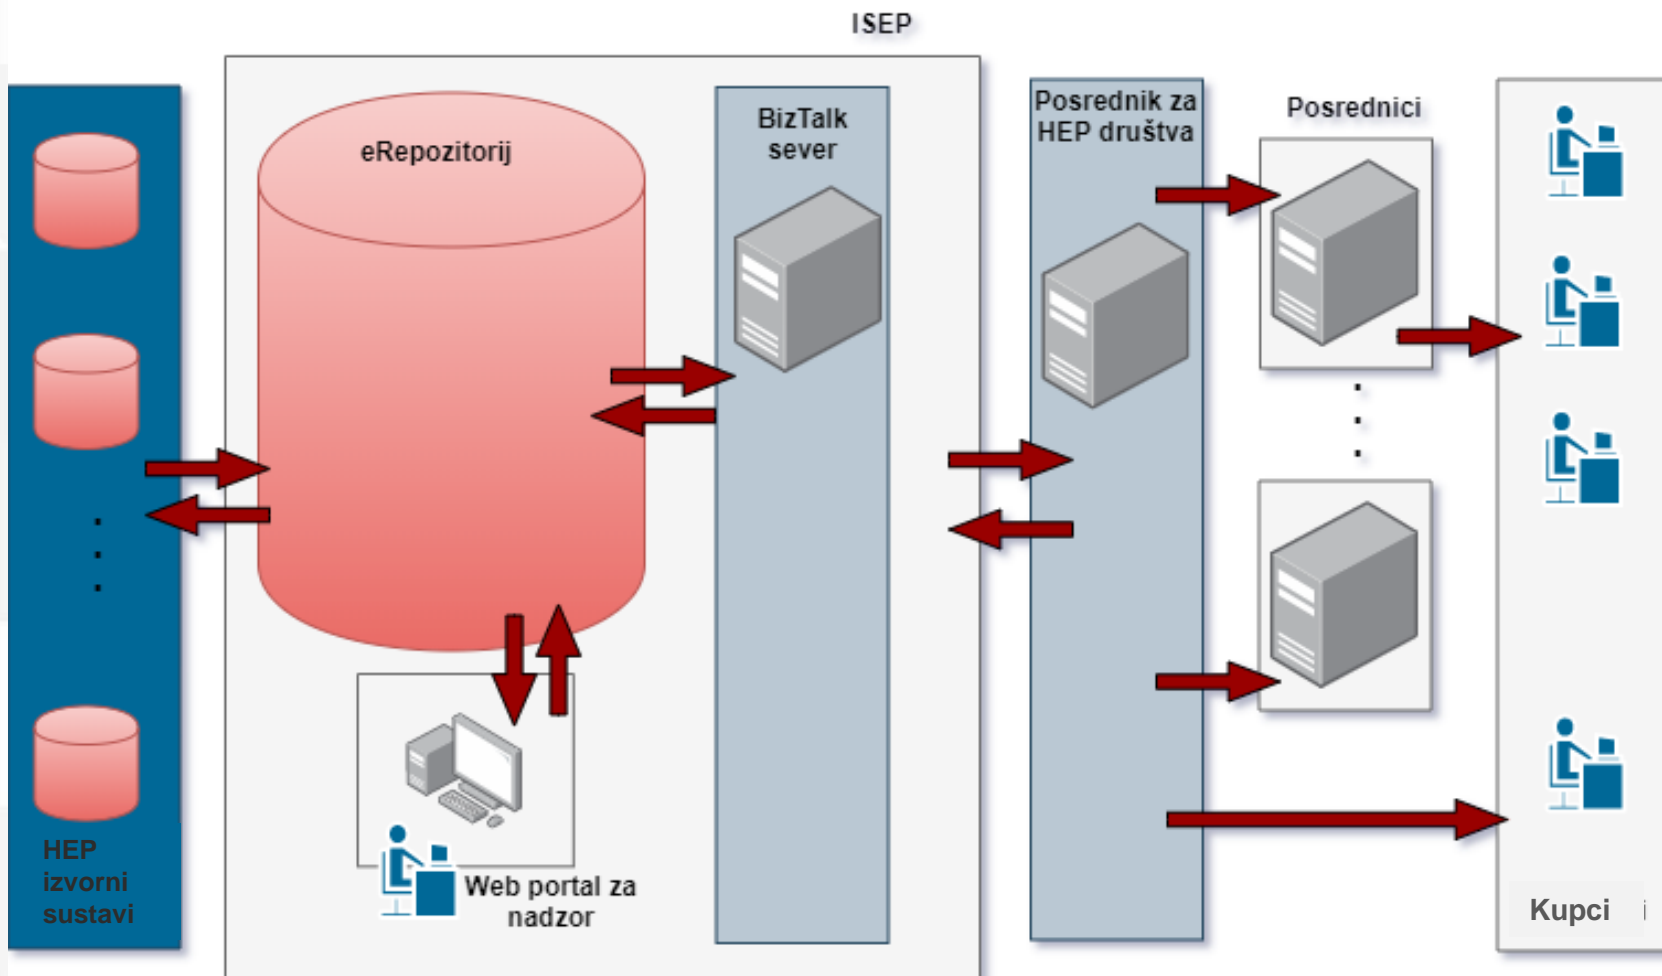 ISEP
eRepozitorij
BizTalk
sever
Posrednik za
HEP društva
Posrednici
HEP
izvorni
sustavi
Web portal za
nadzor
Kupci i